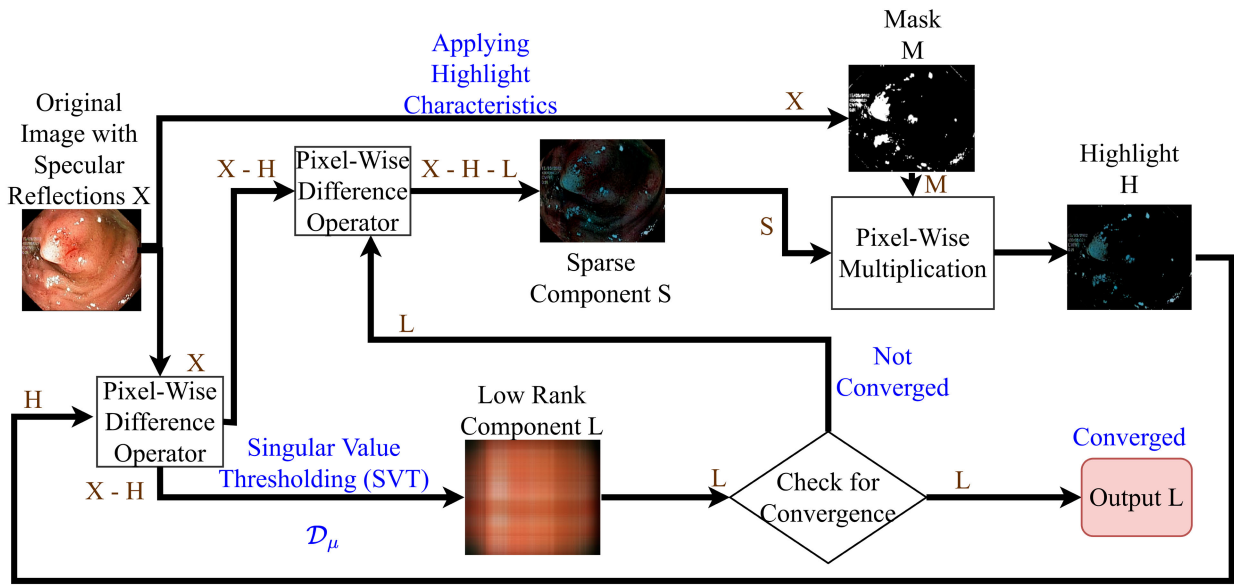 Mask
M
Applying
Highlight
Characteristics
X
Original
Image with
Specular
Reflections X
X - H
Pixel-Wise
Difference
Operator
X - H - L
Sparse
Component S
S
M
Pixel-Wise
Multiplication
Highlight
H
L
Not
Converged
X
H
Pixel-Wise
Difference
Operator
X - H
Singular Value
Thresholding (SVT)
𝒟μ
Low Rank
Component L
L
Check for
Convergence
L
Converged
Output L